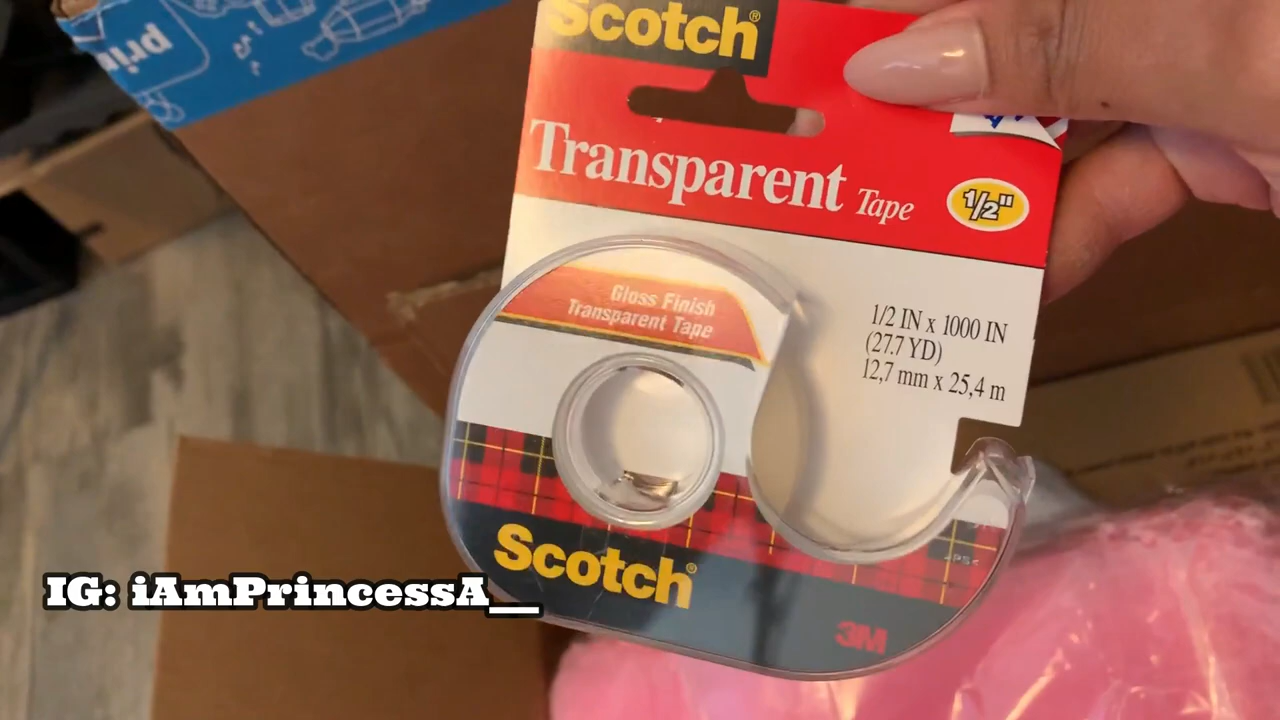 Scotch®
Transparent Tape
1/2"
Gloss Finish
Transparent Tape
1/2 IN x 1000 IN
(27.7 YD)
12,7 mm x 25,4 m
Scotch®
3M
IG: iAmPrincessA__
prim